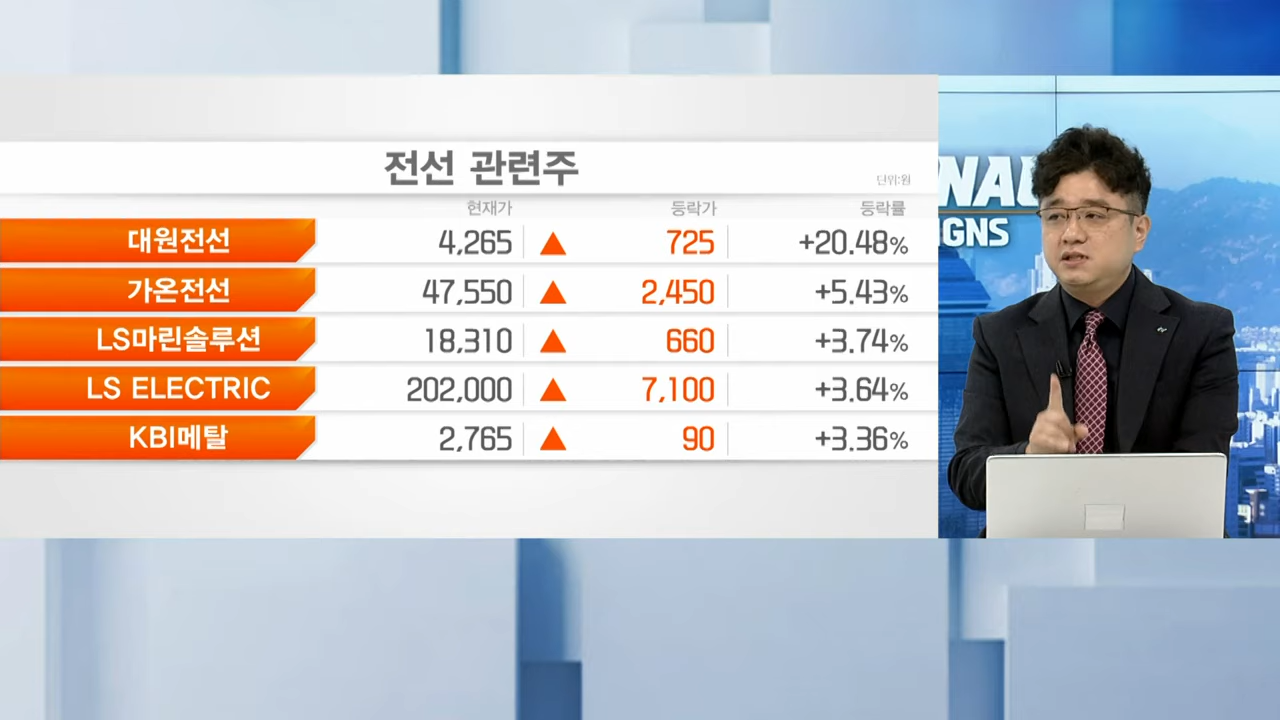 전선 관련주
단위:원
현재가 등락가 등락률
대원전선 4,265 ▲ 725 +20.48%
가온전선 47,550 ▲ 2,450 +5.43%
LS마린솔루션 18,310 ▲ 660 +3.74%
LS ELECTRIC 202,000 ▲ 7,100 +3.64%
KBI메탈 2,765 ▲ 90 +3.36%